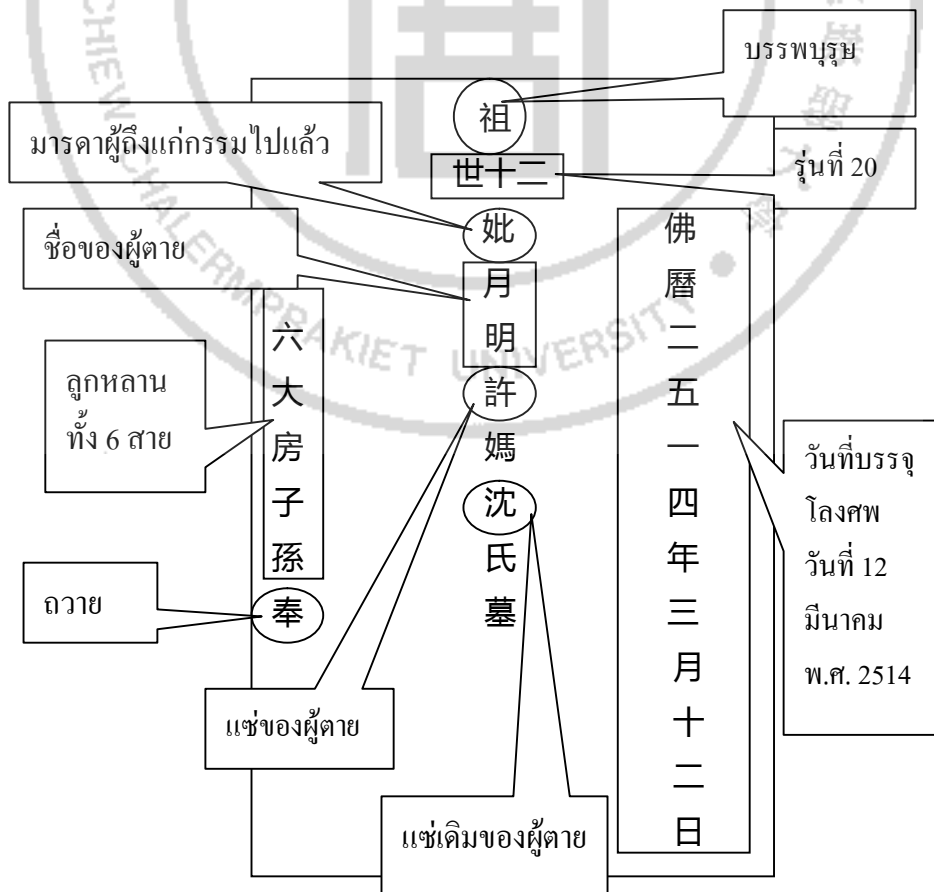 บรรพบุรุษ
祖
มารดาผู้ถึงแก่กรรมไปแล้ว
世十二
รุ่นที่ 20
妣
ชื่อของผู้ตาย
月明
許
媽
沈
氏墓
佛曆二五一四年三月十二日
六大房子孫
奉
ลูกหลาน
ทั้ง 6 สาย
วันที่บรรจุ
โลงศพ
วันที่ 12
มีนาคม
พ.ศ. 2514
ถวาย
แซ่ของผู้ตาย
แซ่เดิมของผู้ตาย
CHIEW CHALERMPRAKIET UNIVERSITY